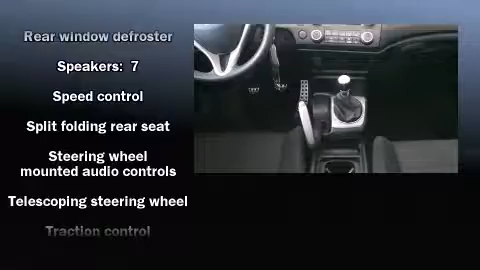 Rear window defroster
Speakers: 7
Speed control
Split folding rear seat
Steering wheel
mounted audio controls
Telescoping steering wheel
Traction control